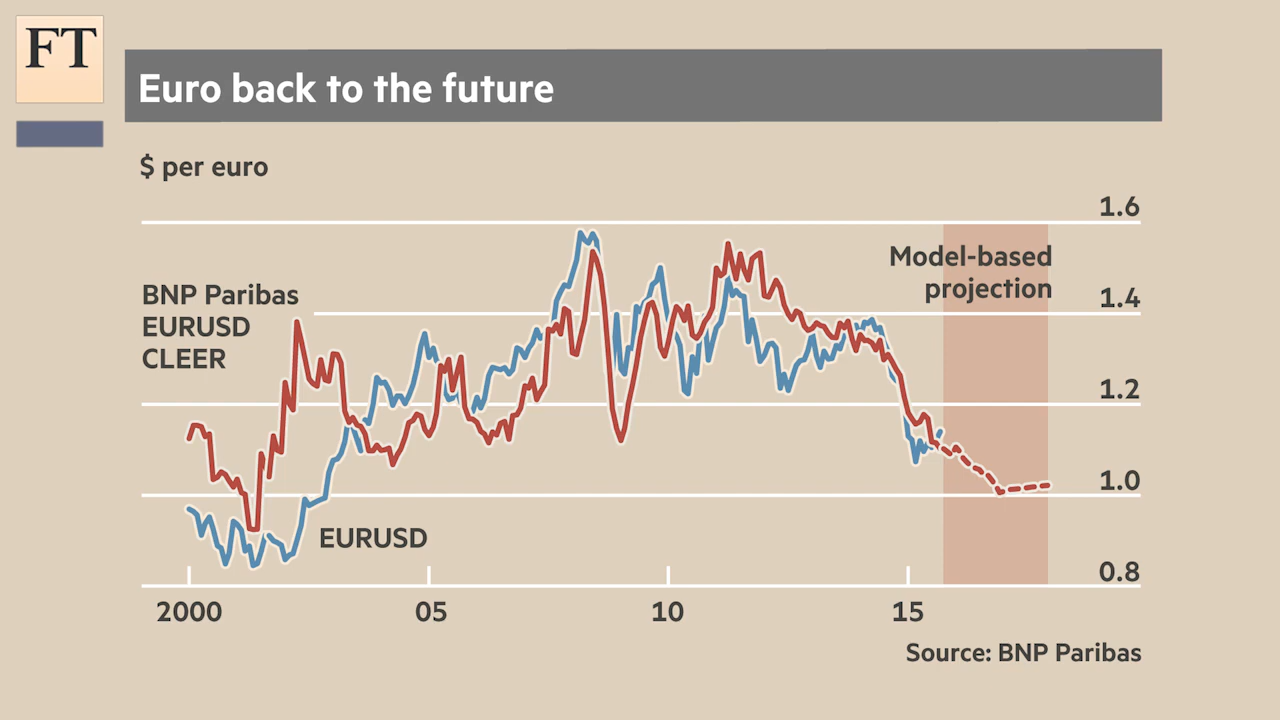 FT
Euro back to the future
$ per euro
1.6
Model-based
projection
BNP Paribas
EURUSD
CLEER
1.4
1.2
1.0
EURUSD
0.8
2000 05 10 15
Source: BNP Paribas